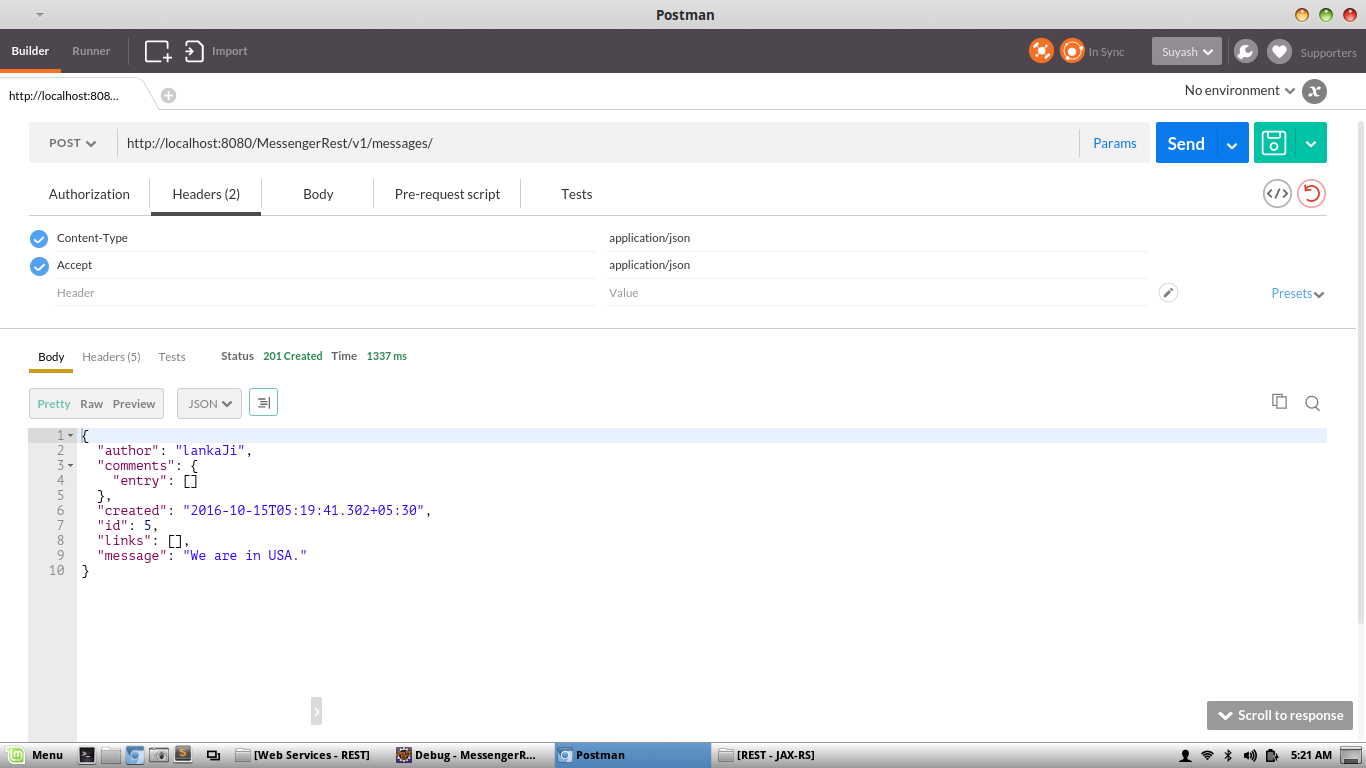 Postman
Builder Runner Import In Sync Suyash Supporters
http://localhost:808... No environment
POST http://localhost:8080/MessengerRest/v1/messages/ Params Send
Authorization Headers (2) Body Pre-request script Tests
Content-Type application/json
Accept application/json
Header Value Presets
Body Headers (5) Tests Status 201 Created Time 1337 ms
Pretty Raw Preview JSON
1 {
2 "author": "lankaJi",
3 "comments": {
4 "entry": []
5 },
6 "created": "2016-10-15T05:19:41.302+05:30",
7 "id": 5,
8 "links": [],
9 "message": "We are in USA."
10 }
Scroll to response
Menu [Web Services - REST] Debug - MessengerR... Postman [REST - JAX-RS] 5:21 AM